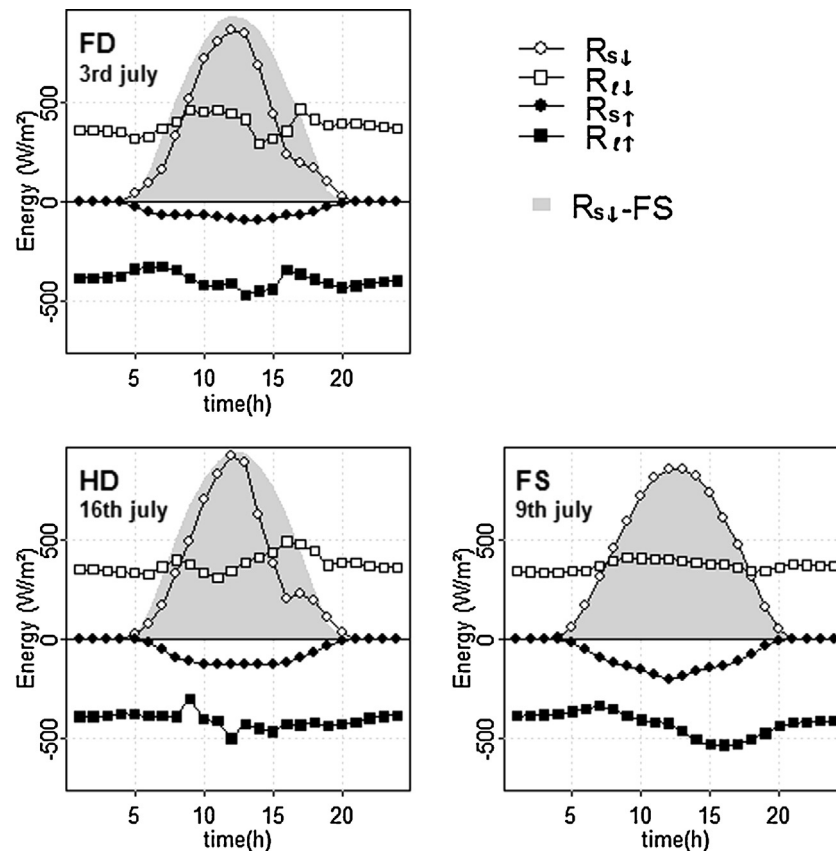 FD
3rd july
Energy (W/m²)
500
0
-500
5 10 15 20
time(h)
Rs↓
Rℓ↓
Rs↑
Rℓ↑
Rs↓-FS
HD
16th july
Energy (W/m²)
500
0
-500
5 10 15 20
time(h)
FS
9th july
Energy (W/m²)
500
0
-500
5 10 15 20
time(h)